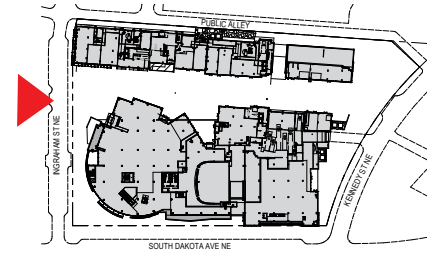 PUBLIC ALLEY
INGRAHAM ST NE
KENNEDY ST NE
SOUTH DAKOTA AVE NE